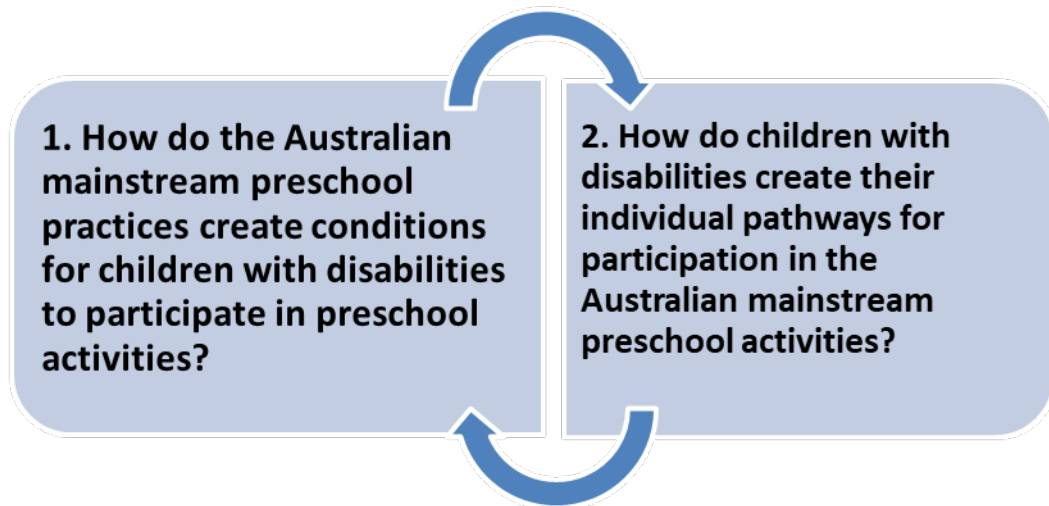 1. How do the Australian
mainstream preschool
practices create conditions
for children with disabilities
to participate in preschool
activities?
2. How do children with
disabilities create their
individual pathways for
participation in the
Australian mainstream
preschool activities?